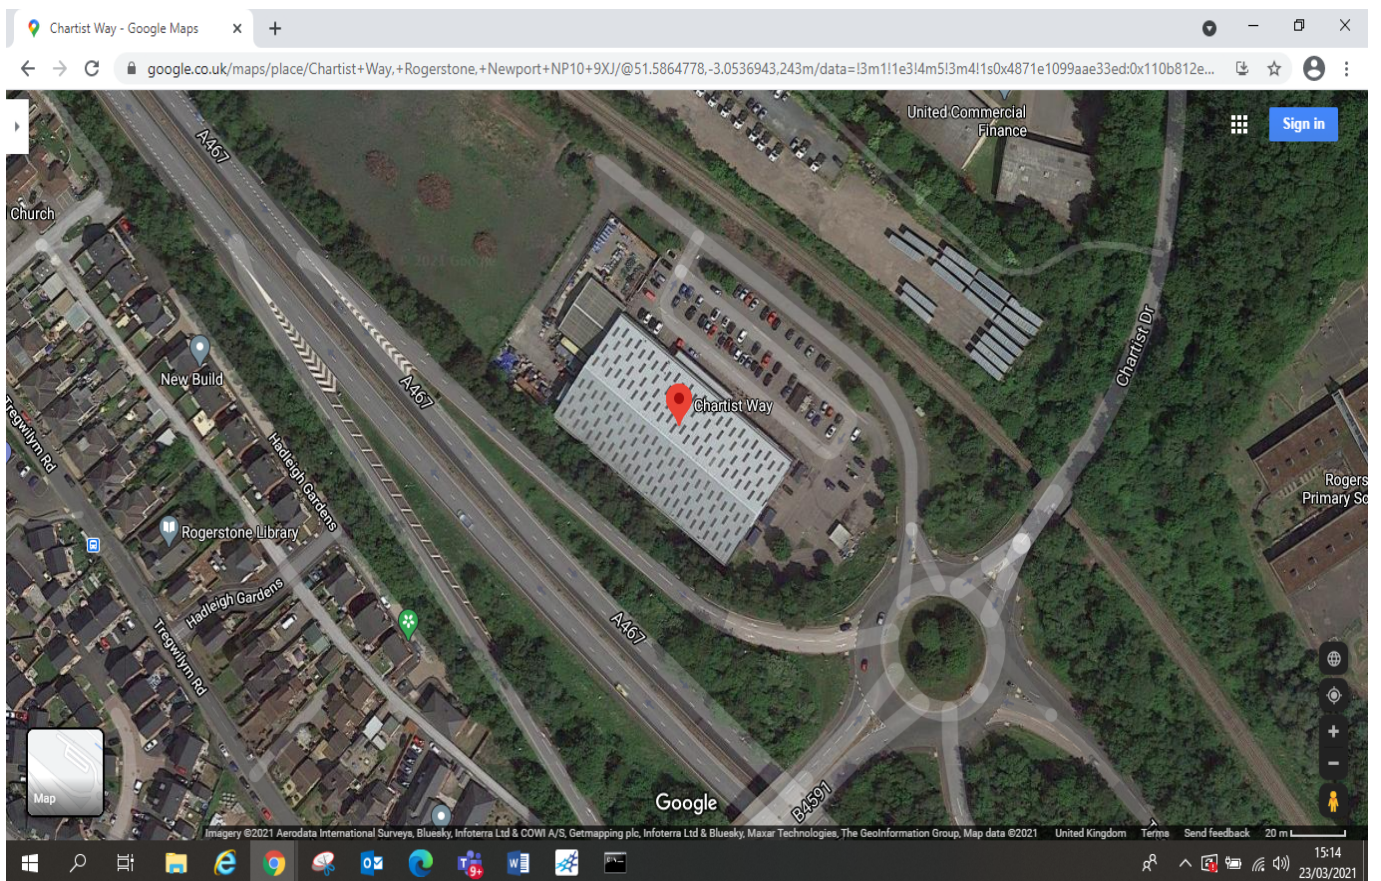 Chartist Way - Google Maps
google.co.uk/maps/place/Chartist+Way,+Rogerstone,+Newport+NP10+9XJ/@51.5864778,-3.0536943,243m/data=!3m1!1e3!4m5!3m4!1s0x4871e1099aae33ed:0x110b812e...
United Commercial
Finance
Sign in
A467
Church
© 2021 Google
New Build
A467
Chartist Way
Chartist Dr
Tregwilym Rd
Hadleigh Gardens
Rogers
Primary Sc
Rogerstone Library
Hadleigh Gardens
A467
Tregwilym Rd
Map
Google
B4591
Imagery ©2021 Aerodata International Surveys, Bluesky, Infoterra Ltd & COWI A/S, Getmapping plc, Infoterra Ltd & Bluesky, Maxar Technologies, The GeoInformation Group, Map data ©2021 United Kingdom Terms Send feedback 20 m
9+
15:14
23/03/2021